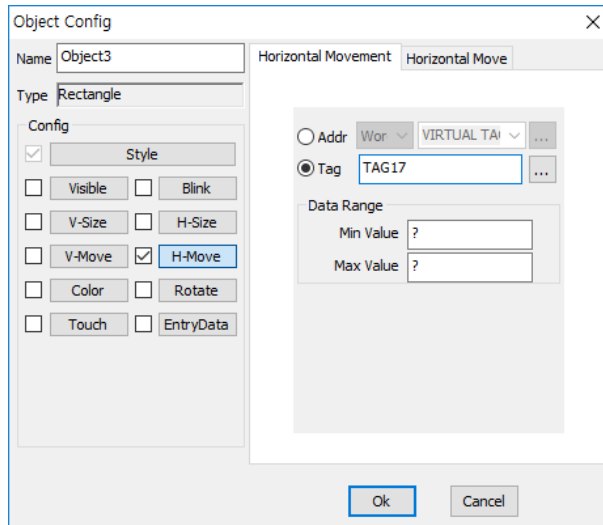 Object Config
Name Object3
Type Rectangle
Config
Style
Visible Blink
V-Size H-Size
V-Move H-Move
Color Rotate
Touch EntryData
Horizontal Movement Horizontal Move
Addr Wor VIRTUAL TA ...
Tag TAG17 ...
Data Range
Min Value ?
Max Value ?
Ok Cancel